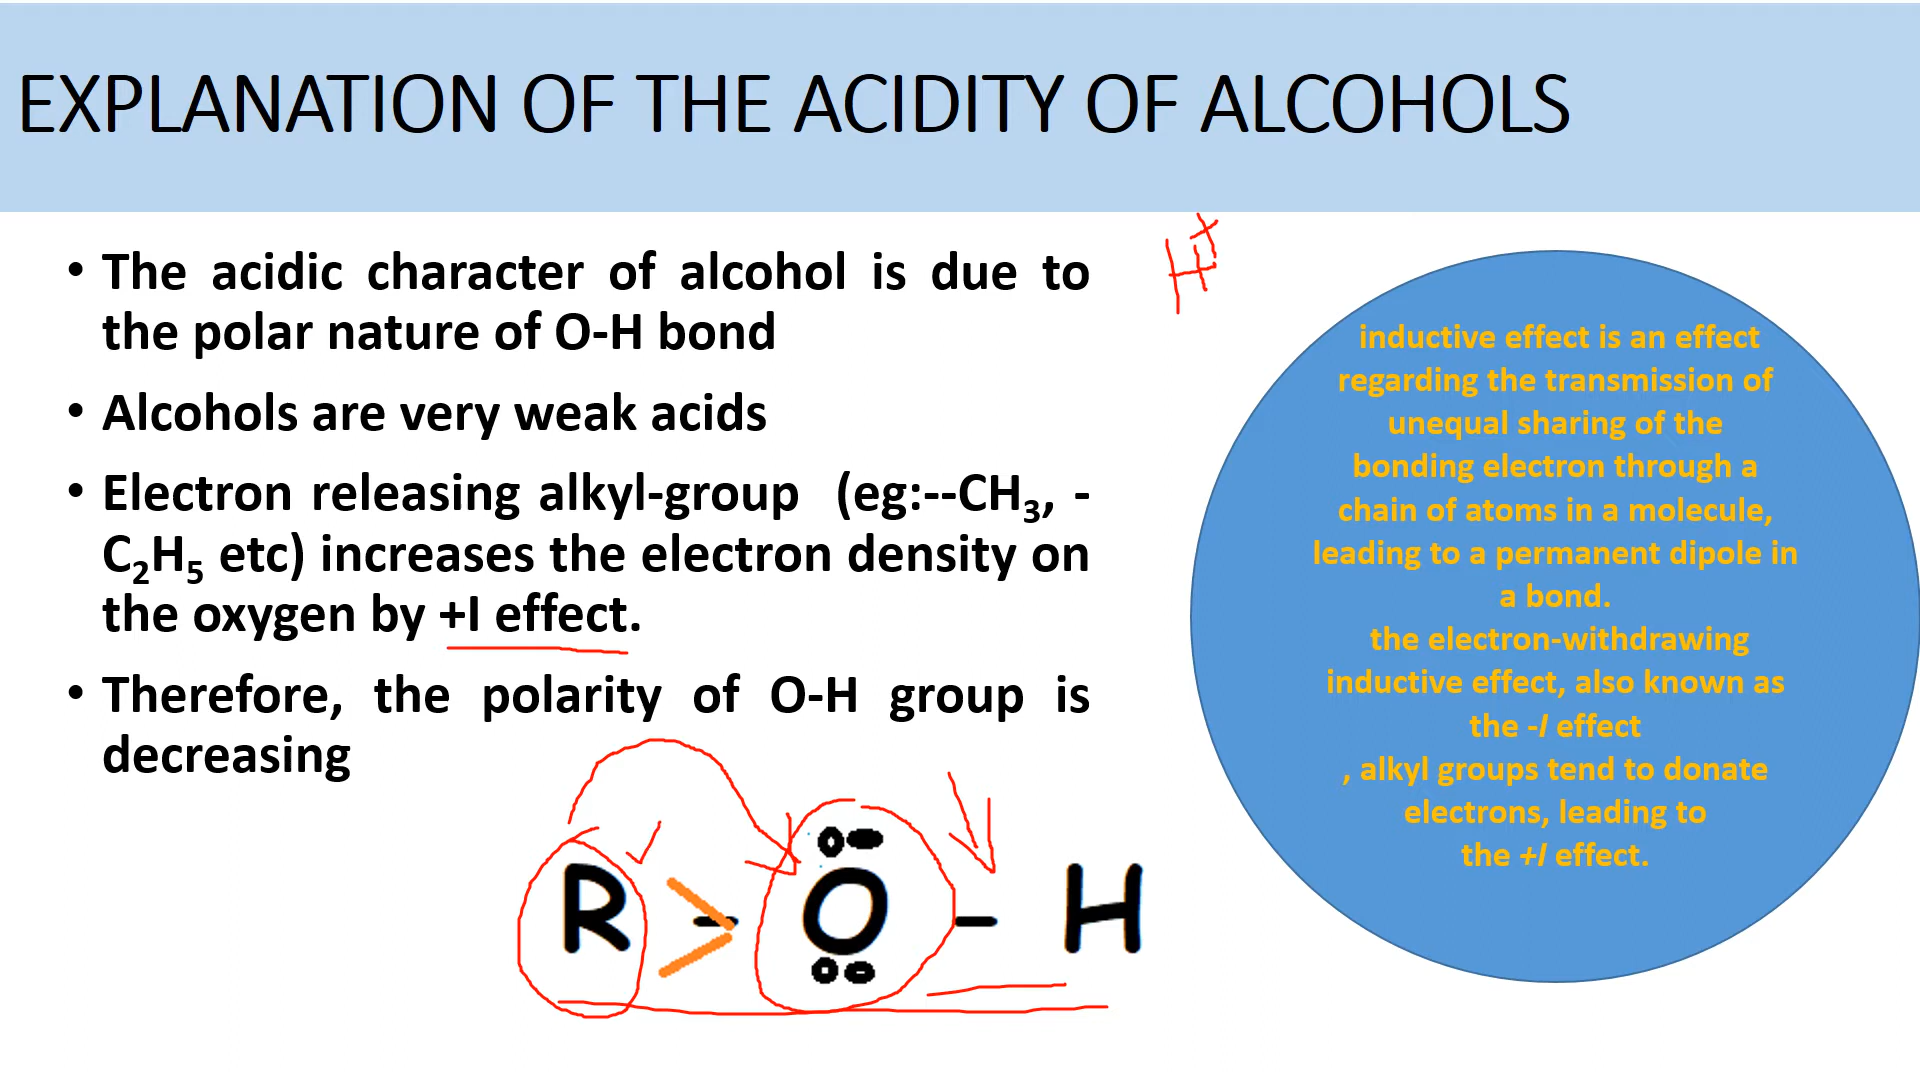 EXPLANATION OF THE ACIDITY OF ALCOHOLS
• The acidic character of alcohol is due to
the polar nature of O-H bond
• Alcohols are very weak acids
• Electron releasing alkyl-group (eg:--CH₃, -
C₂H₅ etc) increases the electron density on
the oxygen by +I effect.
• Therefore, the polarity of O-H group is
decreasing
R > - O - H
H+
inductive effect is an effect
regarding the transmission of
unequal sharing of the
bonding electron through a
chain of atoms in a molecule,
leading to a permanent dipole in
a bond.
the electron-withdrawing
inductive effect, also known as
the -I effect
, alkyl groups tend to donate
electrons, leading to
the +I effect.